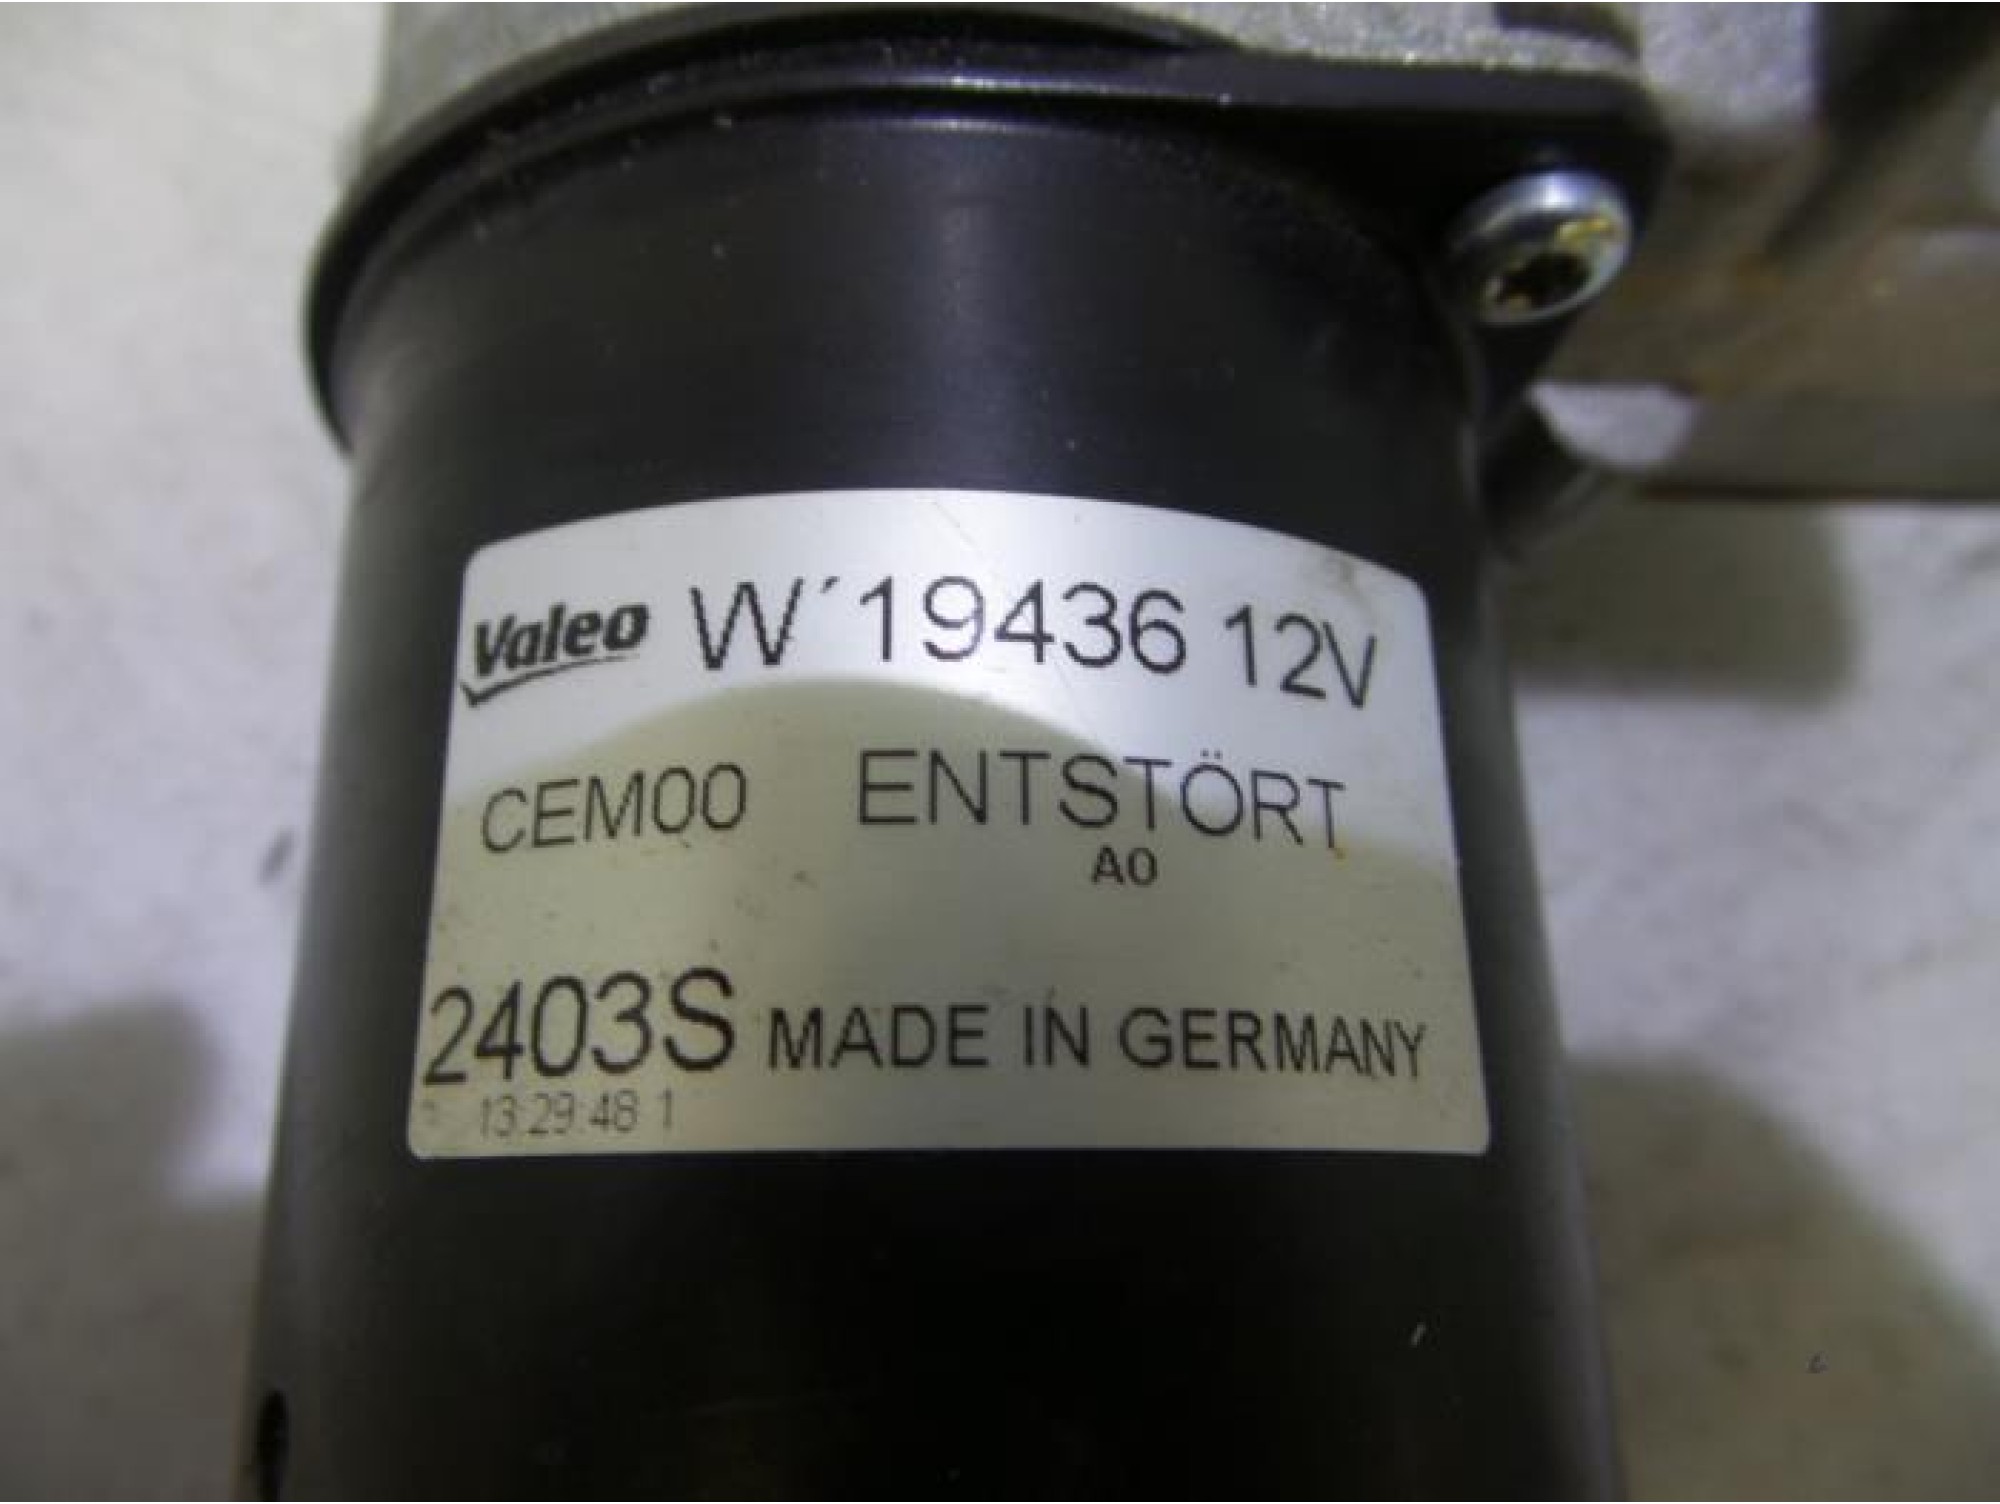 Valeo W´19436 12V
CEM00 ENTSTÖRT
A0
2403S MADE IN GERMANY
13:29:48 1